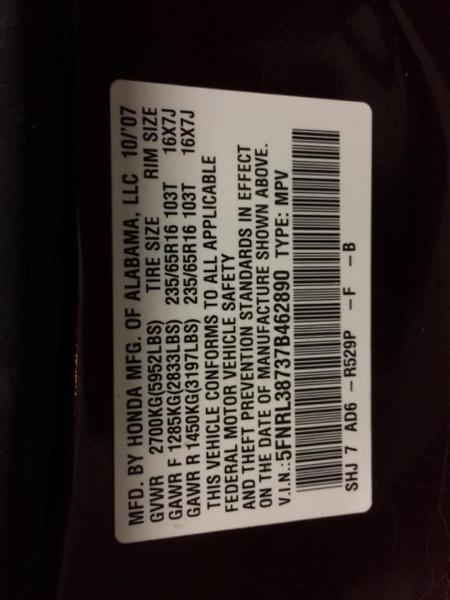 MFD. BY HONDA MFG. OF ALABAMA, LLC 10/'07
GVWR 2700KG(5952LBS) TIRE SIZE RIM SIZE
GAWR F 1285KG(2833LBS) 235/65R16 103T 16X7J
GAWR R 1450KG(3197LBS) 235/65R16 103T 16X7J
THIS VEHICLE CONFORMS TO ALL APPLICABLE
FEDERAL MOTOR VEHICLE SAFETY
AND THEFT PREVENTION STANDARDS IN EFFECT
ON THE DATE OF MANUFACTURE SHOWN ABOVE.
V.I.N.:5FNRL38737B462890 TYPE: MPV
SHJ 7 AD6 -R529P -F -B